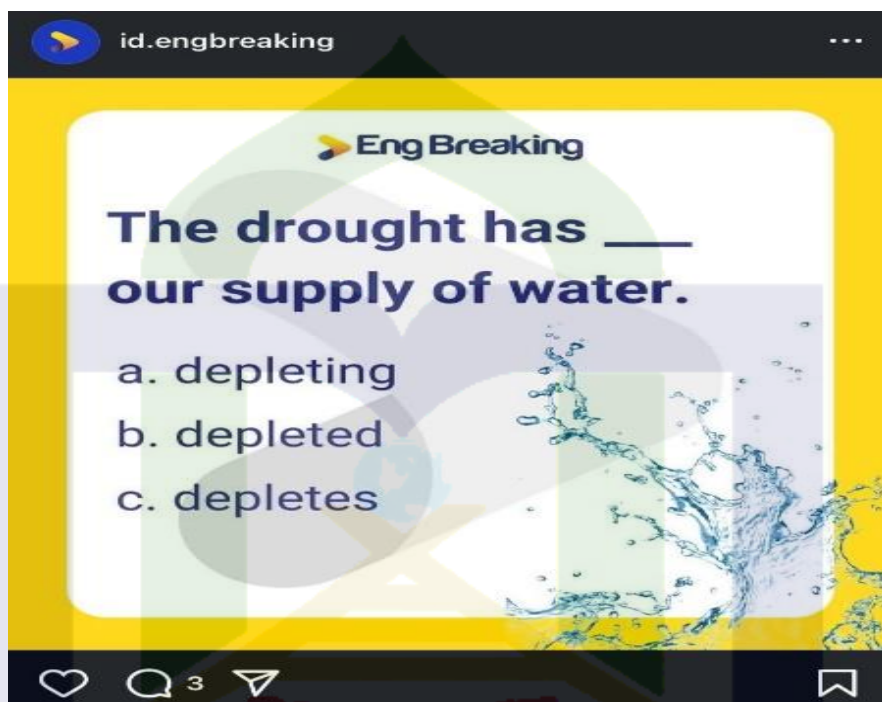 id.engbreaking
Eng Breaking
The drought has ___
our supply of water.
a. depleting
b. depleted
c. depletes
3